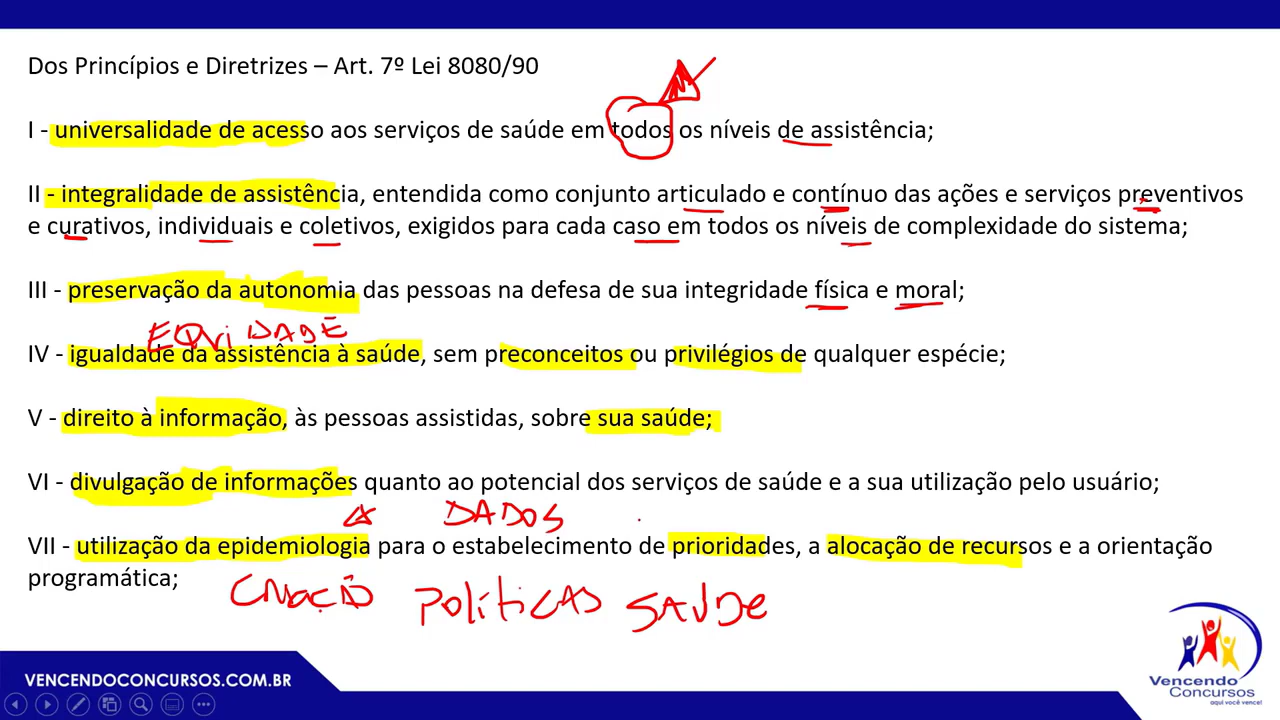 Dos Princípios e Diretrizes – Art. 7º Lei 8080/90
I - universalidade de acesso aos serviços de saúde em todos os níveis de assistência;
II - integralidade de assistência, entendida como conjunto articulado e contínuo das ações e serviços preventivos
e curativos, individuais e coletivos, exigidos para cada caso em todos os níveis de complexidade do sistema;
III - preservação da autonomia das pessoas na defesa de sua integridade física e moral;
EQUIDADE
IV - igualdade da assistência à saúde, sem preconceitos ou privilégios de qualquer espécie;
V - direito à informação, às pessoas assistidas, sobre sua saúde;
VI - divulgação de informações quanto ao potencial dos serviços de saúde e a sua utilização pelo usuário;
DADOS
VII - utilização da epidemiologia para o estabelecimento de prioridades, a alocação de recursos e a orientação
programática;
CRIAÇÃO POLÍTICAS SAÚDE
VENCENDOCONCURSOS.COM.BR
Vencendo
Concursos
aqui você vence!